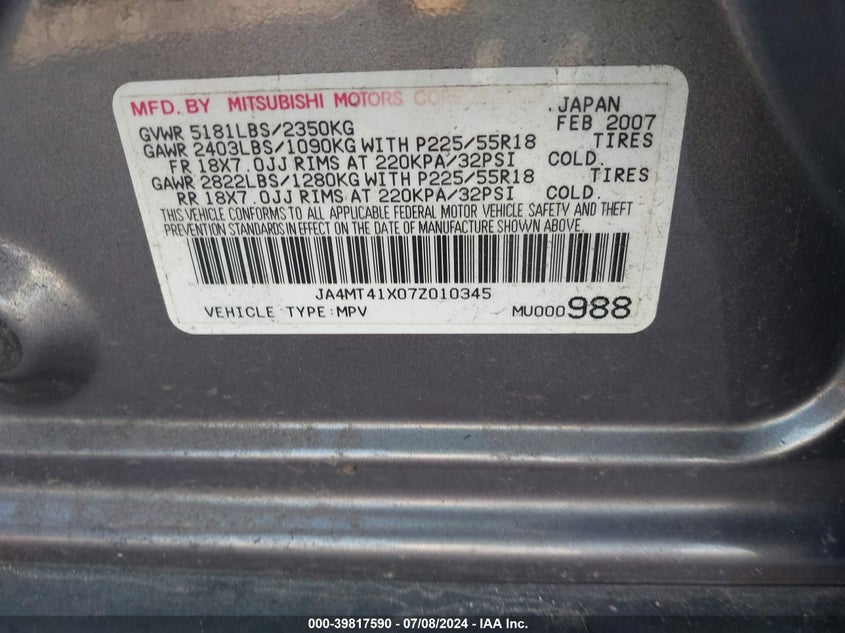 MFD. BY MITSUBISHI MOTORS CORPORATION .JAPAN
GVWR 5181LBS/2350KG FEB 2007
GAWR 2403LBS/1090KG WITH P225/55R18 TIRES
FR 18X7.0JJ RIMS AT 220KPA/32PSI COLD.
GAWR 2822LBS/1280KG WITH P225/55R18 TIRES
RR 18X7.0JJ RIMS AT 220KPA/32PSI COLD.
THIS VEHICLE CONFORMS TO ALL APPLICABLE FEDERAL MOTOR VEHICLE SAFETY AND THEFT
PREVENTION STANDARDS IN EFFECT ON THE DATE OF MANUFACTURE SHOWN ABOVE.
JA4MT41X07Z010345
VEHICLE TYPE:MPV MU000988
000-39817590 - 07/08/2024 - IAA Inc.